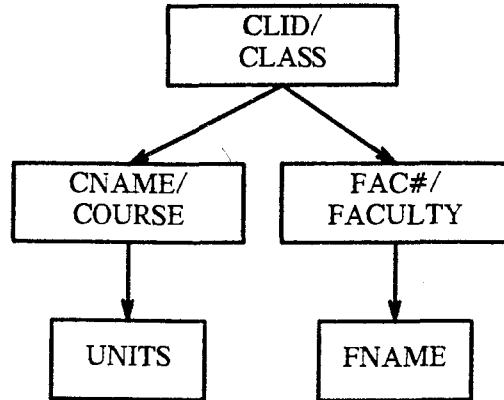 CLID/
CLASS
CNAME/
COURSE
FAC#/
FACULTY
UNITS
FNAME